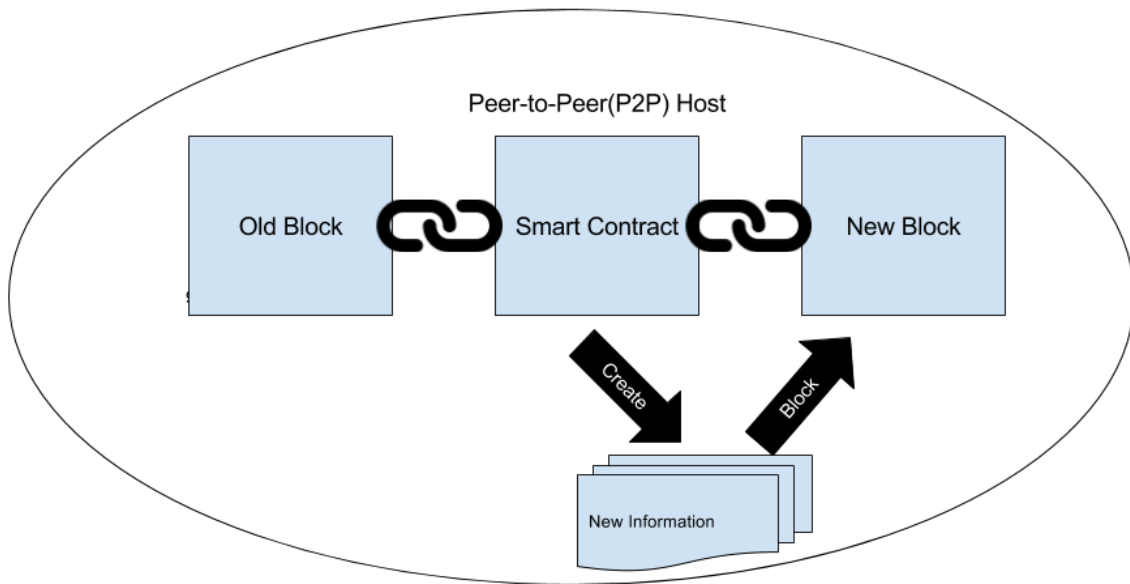 Peer-to-Peer(P2P) Host
Old Block
Smart Contract
New Block
Create
Block
New Information